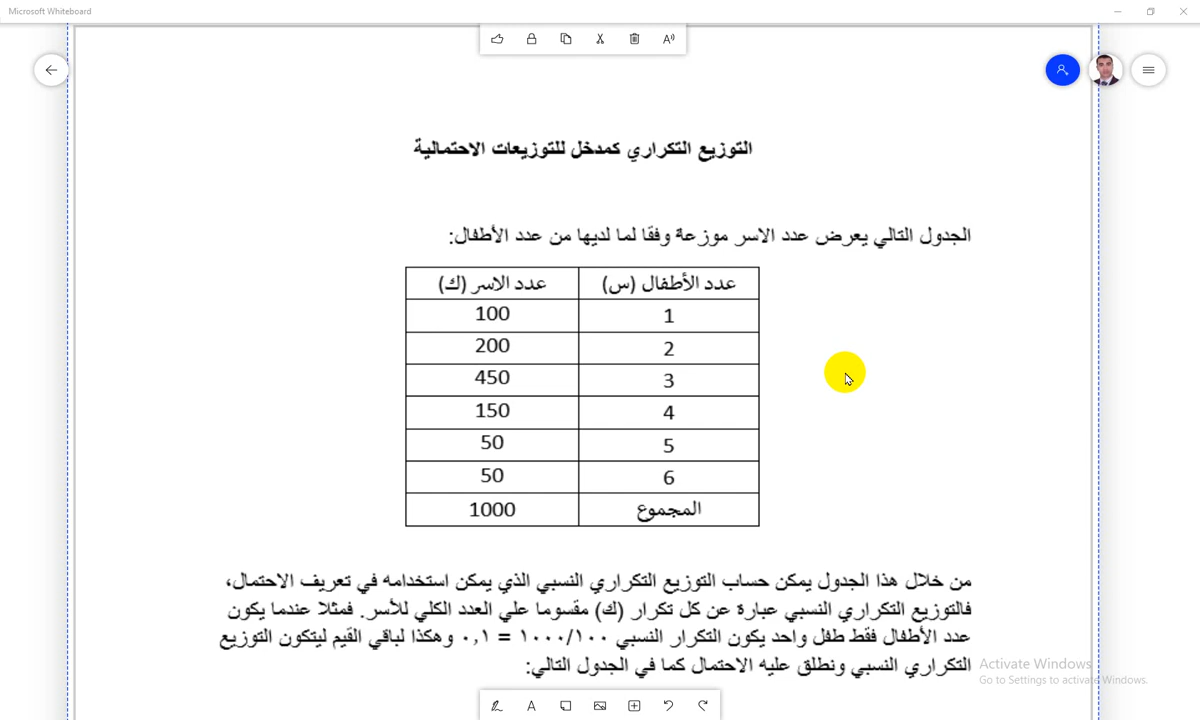 Microsoft Whiteboard
التوزيع التكراري كمدخل للتوزيعات الاحتمالية
الجدول التالي يعرض عدد الاسر موزعة وفقا لما لديها من عدد الأطفال:
عدد الأطفال (س) عدد الاسر (ك)
1 100
2 200
3 450
4 150
5 50
6 50
المجموع 1000
من خلال هذا الجدول يمكن حساب التوزيع التكراري النسبي الذي يمكن استخدامه في تعريف الاحتمال،
فالتوزيع التكراري النسبي عبارة عن كل تكرار (ك) مقسوما علي العدد الكلي للأسر. فمثلا عندما يكون
عدد الأطفال فقط طفل واحد يكون التكرار النسبي ١٠٠/١٠٠٠ = ٠,١ وهكذا لباقي القيم ليتكون التوزيع
التكراري النسبي ونطلق عليه الاحتمال كما في الجدول التالي:
Activate Windows
Go to Settings to activate Windows.